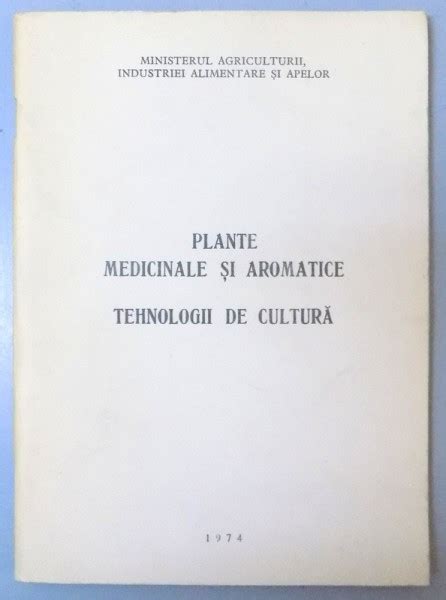 MINISTERUL AGRICULTURII,
INDUSTRIEI ALIMENTARE ȘI APELOR
PLANTE
MEDICINALE ȘI AROMATICE
TEHNOLOGII DE CULTURĂ
1974